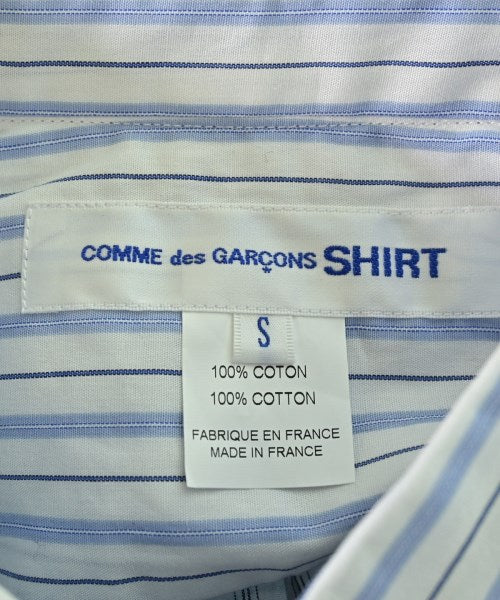 COMME des GARÇONS SHIRT
S
100% COTON
100% COTTON
FABRIQUE EN FRANCE
MADE IN FRANCE